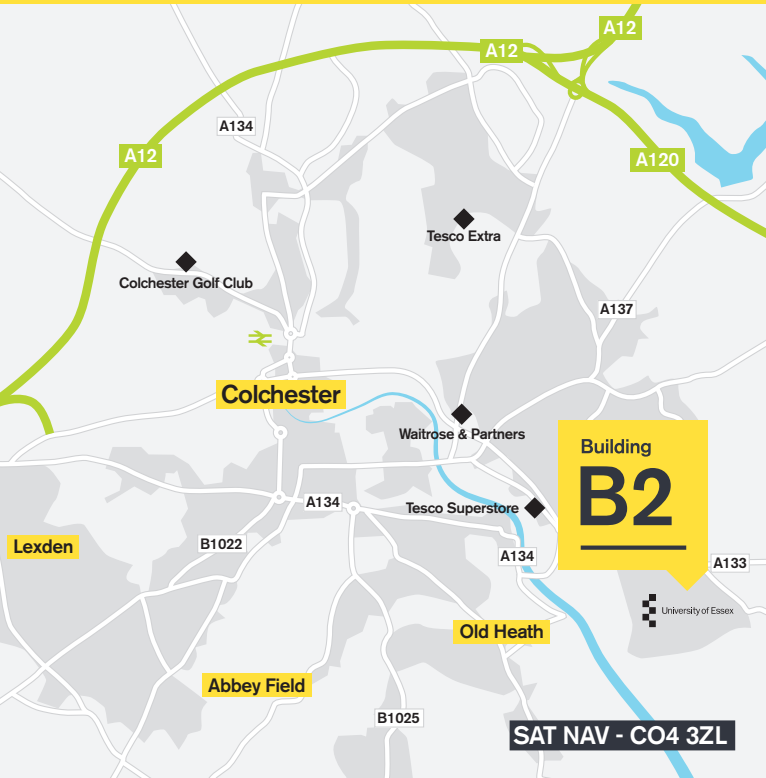 A12
A12
A134
A12
A120
Tesco Extra
Colchester Golf Club
A137
Colchester
Waitrose & Partners
Building
B2
A134
Tesco Superstore
Lexden
B1022
A134
A133
University of Essex
Old Heath
Abbey Field
B1025
SAT NAV - CO4 3ZL